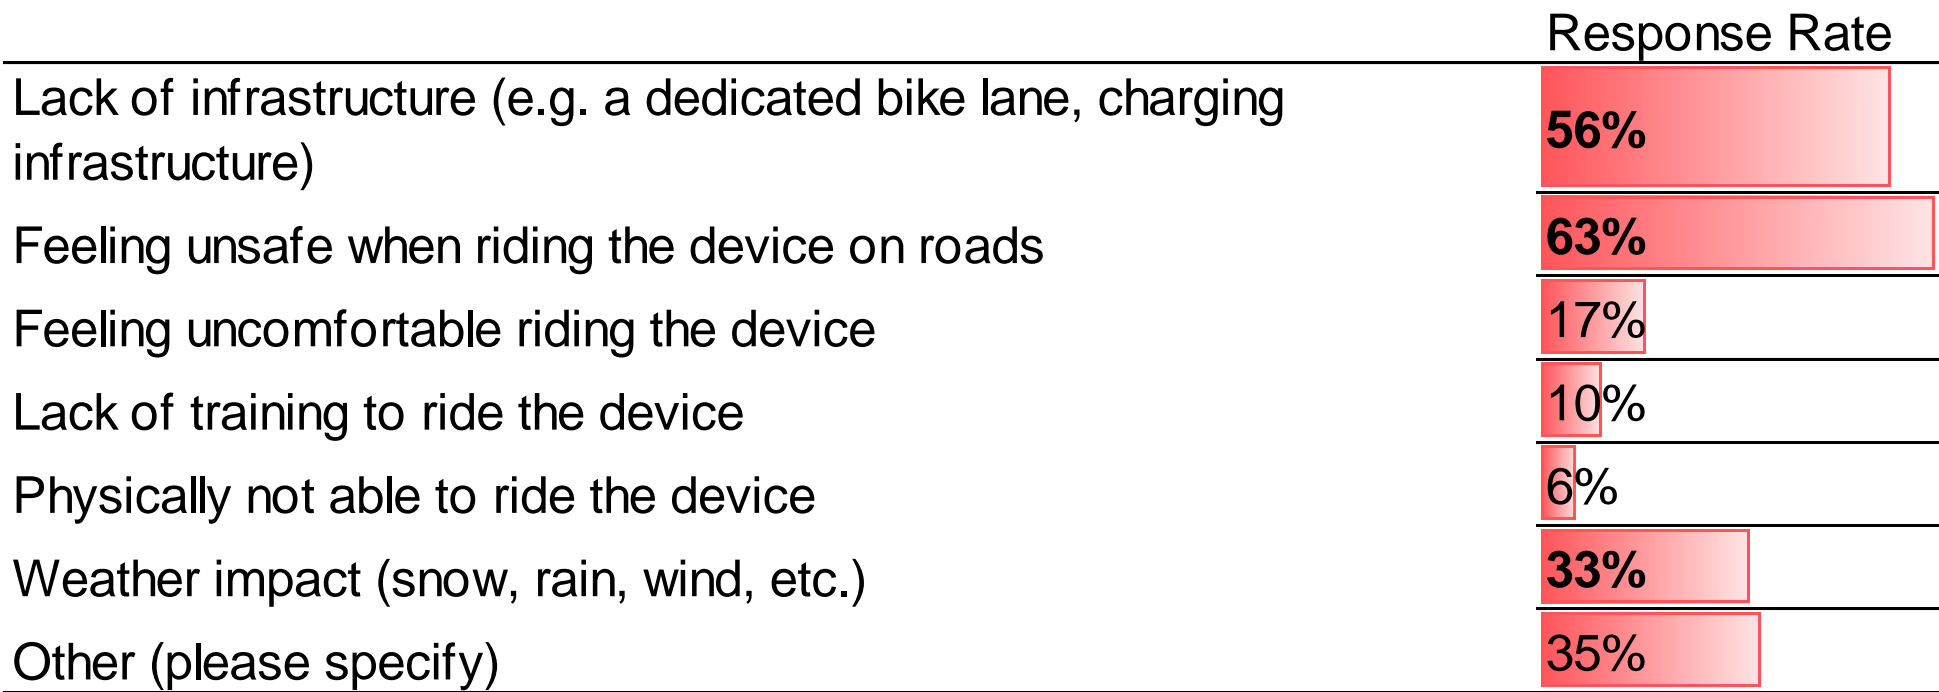 Response Rate
Lack of infrastructure (e.g. a dedicated bike lane, charging
infrastructure)
56%
Feeling unsafe when riding the device on roads
63%
Feeling uncomfortable riding the device
17%
Lack of training to ride the device
10%
Physically not able to ride the device
6%
Weather impact (snow, rain, wind, etc.)
33%
Other (please specify)
35%